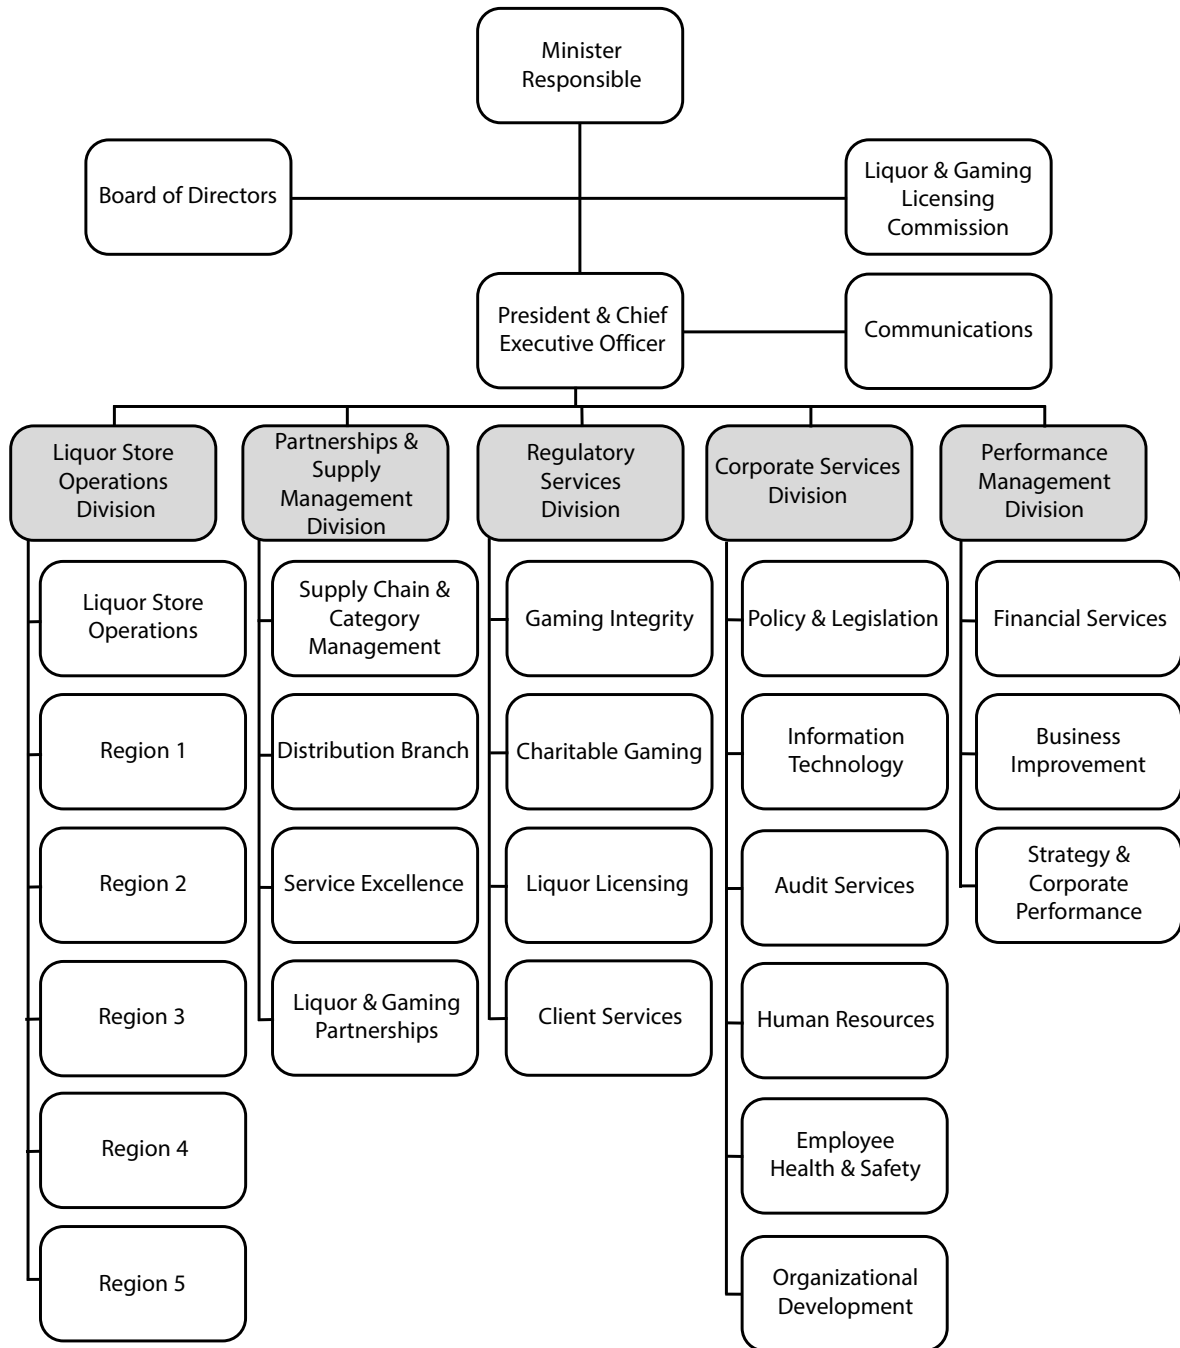 Minister
Responsible
Board of Directors
Liquor & Gaming
Licensing
Commission
President & Chief
Executive Officer
Communications
Liquor Store
Operations
Division
Partnerships &
Supply
Management
Division
Regulatory
Services
Division
Corporate Services
Division
Performance
Management
Division
Liquor Store
Operations
Region 1
Region 2
Region 3
Region 4
Region 5
Supply Chain &
Category
Management
Distribution Branch
Service Excellence
Liquor & Gaming
Partnerships
Gaming Integrity
Charitable Gaming
Liquor Licensing
Client Services
Policy & Legislation
Information
Technology
Audit Services
Human Resources
Employee
Health & Safety
Organizational
Development
Financial Services
Business
Improvement
Strategy &
Corporate
Performance